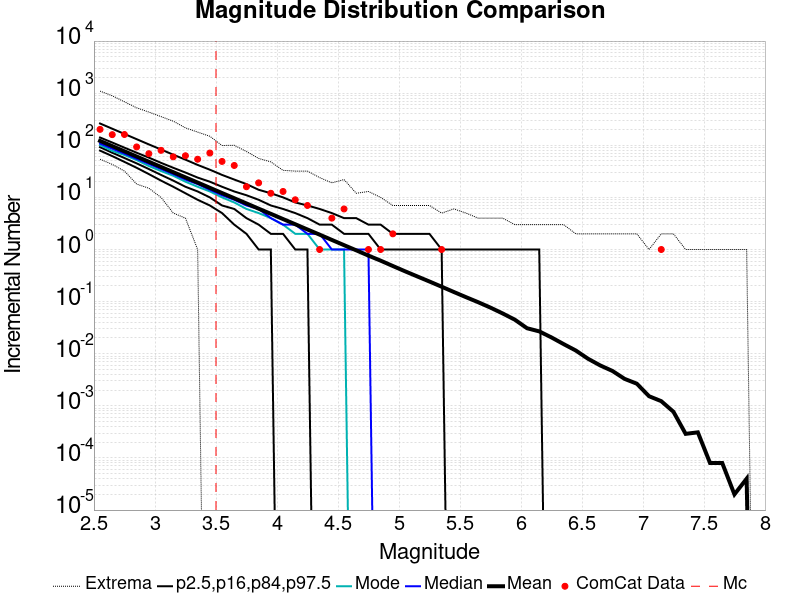 Magnitude Distribution Comparison
10^4
10^3
10^2
10^1
10^0
10^-1
10^-2
10^-3
10^-4
10^-5
Incremental Number
2.5 3 3.5 4 4.5 5 5.5 6 6.5 7 7.5 8
Magnitude
Extrema p2.5,p16,p84,p97.5 Mode Median Mean ComCat Data Mc